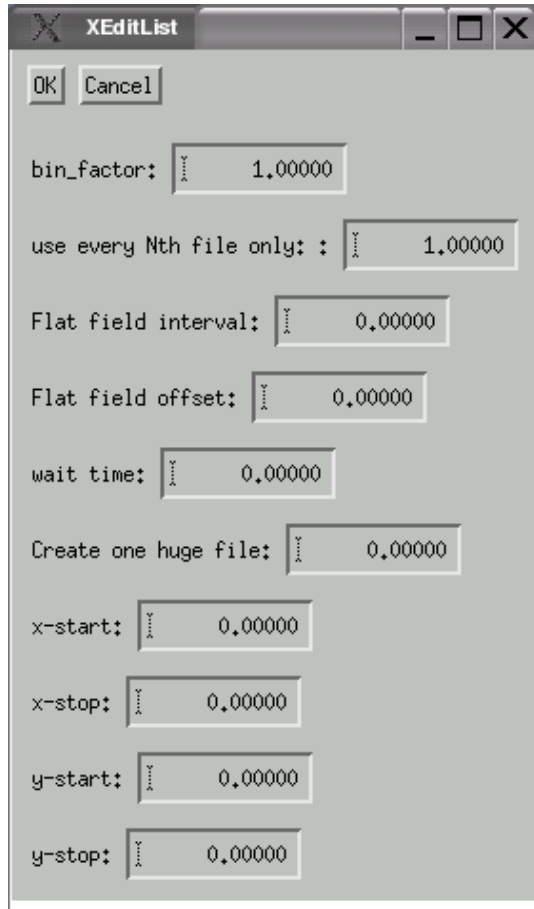 XEditList
OK Cancel
bin_factor: 1.00000
use every Nth file only: : 1.00000
Flat field interval: 0.00000
Flat field offset: 0.00000
wait time: 0.00000
Create one huge file: 0.00000
x-start: 0.00000
x-stop: 0.00000
y-start: 0.00000
y-stop: 0.00000